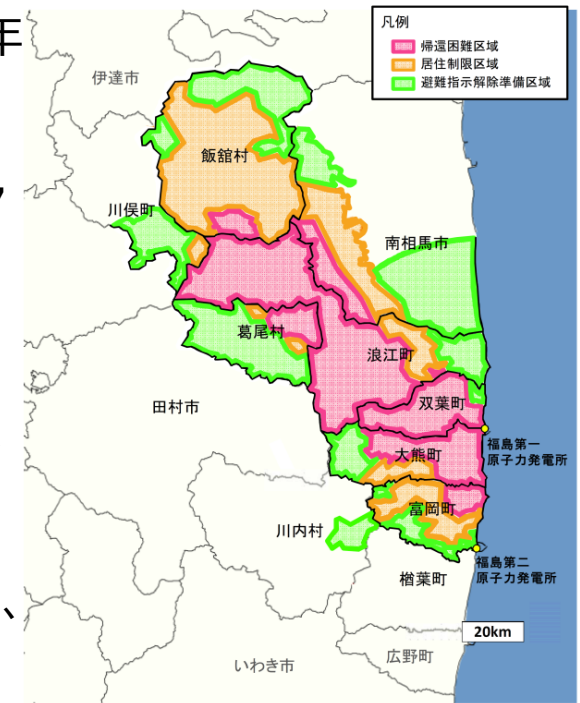 年
凡例
帰還困難区域
居住制限区域
避難指示解除準備区域
伊達市
飯舘村
川俣町
南相馬市
葛尾村
浪江町
田村市
双葉町
福島第一
原子力発電所
大熊町
富岡町
川内村
福島第二
原子力発電所
楢葉町
、
20km
広野町
いわき市